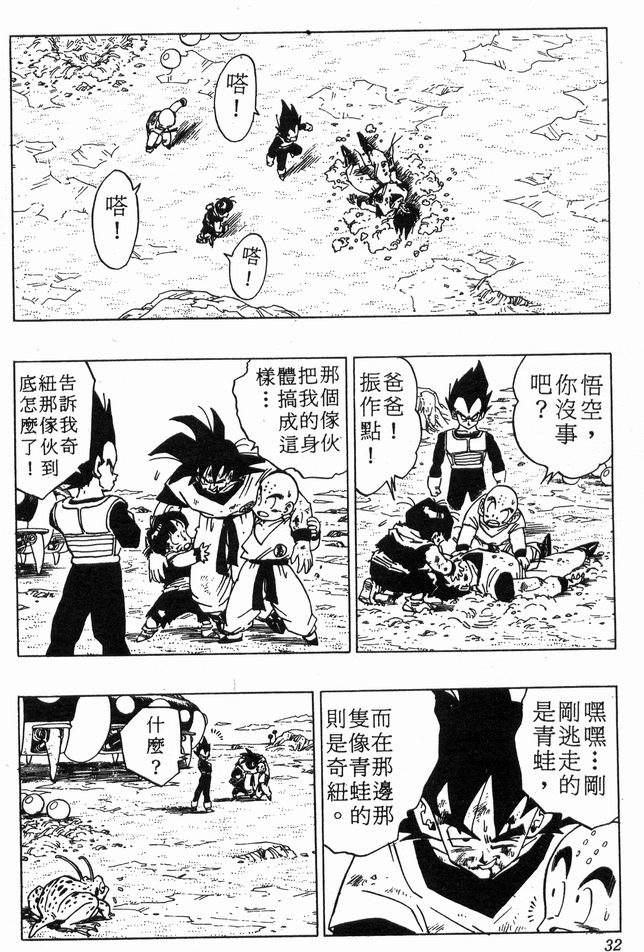 嗒！
嗒！
嗒！
悟空，
你沒事
吧？
爸爸！
振作點！
那個傢伙
把我的身
體搞成這
樣⋯
告訴我奇
紐那傢伙到
底怎麼了！
嘿嘿⋯剛
剛逃走的
是青蛙，
而在那邊那
隻像青蛙的
則是奇紐。
什麼？
32